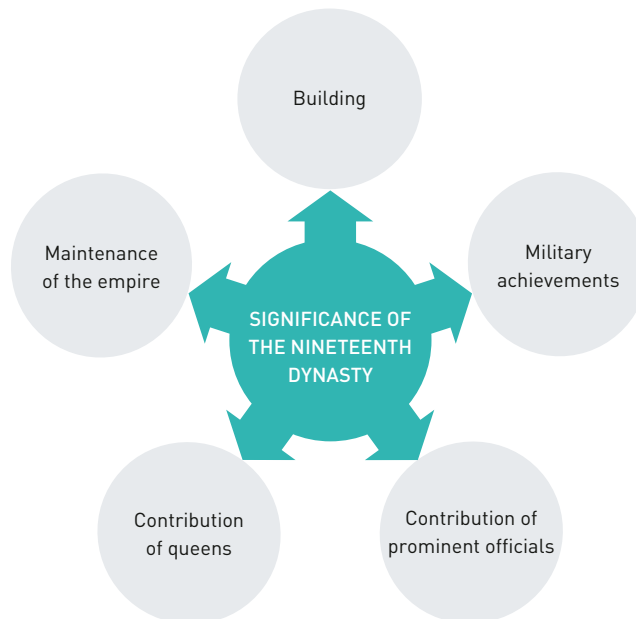 Building
Maintenance
of the empire
Military
achievements
SIGNIFICANCE OF
THE NINETEENTH
DYNASTY
Contribution
of queens
Contribution of
prominent officials